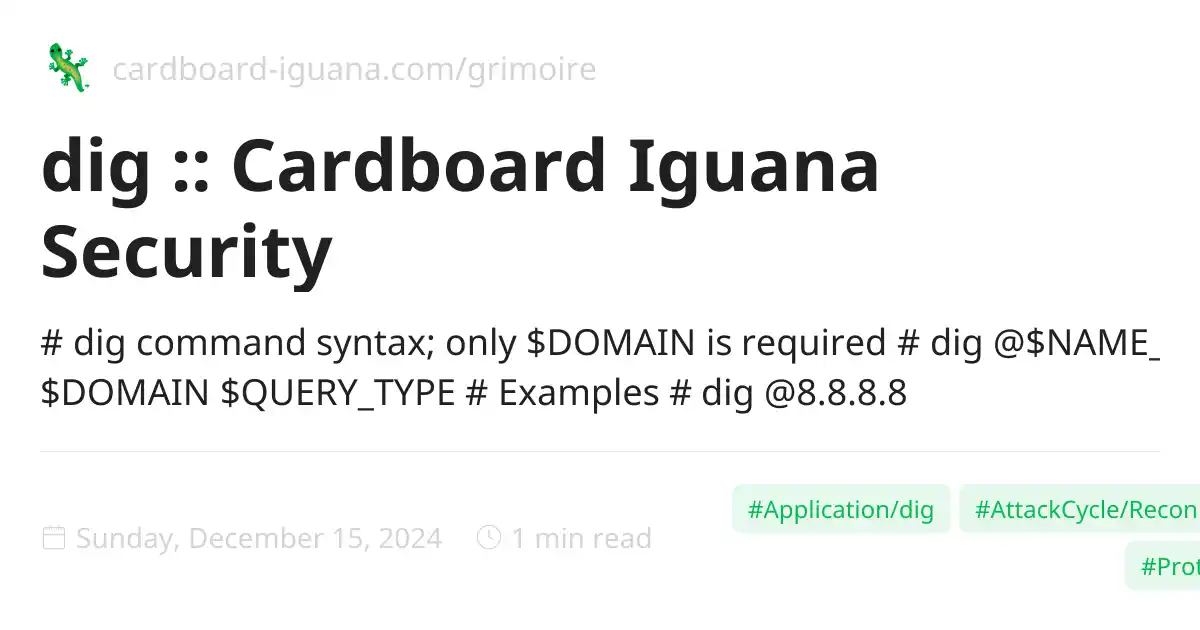 cardboard-iguana.com/grimoire
dig :: Cardboard Iguana
Security
# dig command syntax; only $DOMAIN is required # dig @$NAME_
$DOMAIN $QUERY_TYPE # Examples # dig @8.8.8.8
Sunday, December 15, 2024 1 min read
#Application/dig #AttackCycle/Recon
#Prot